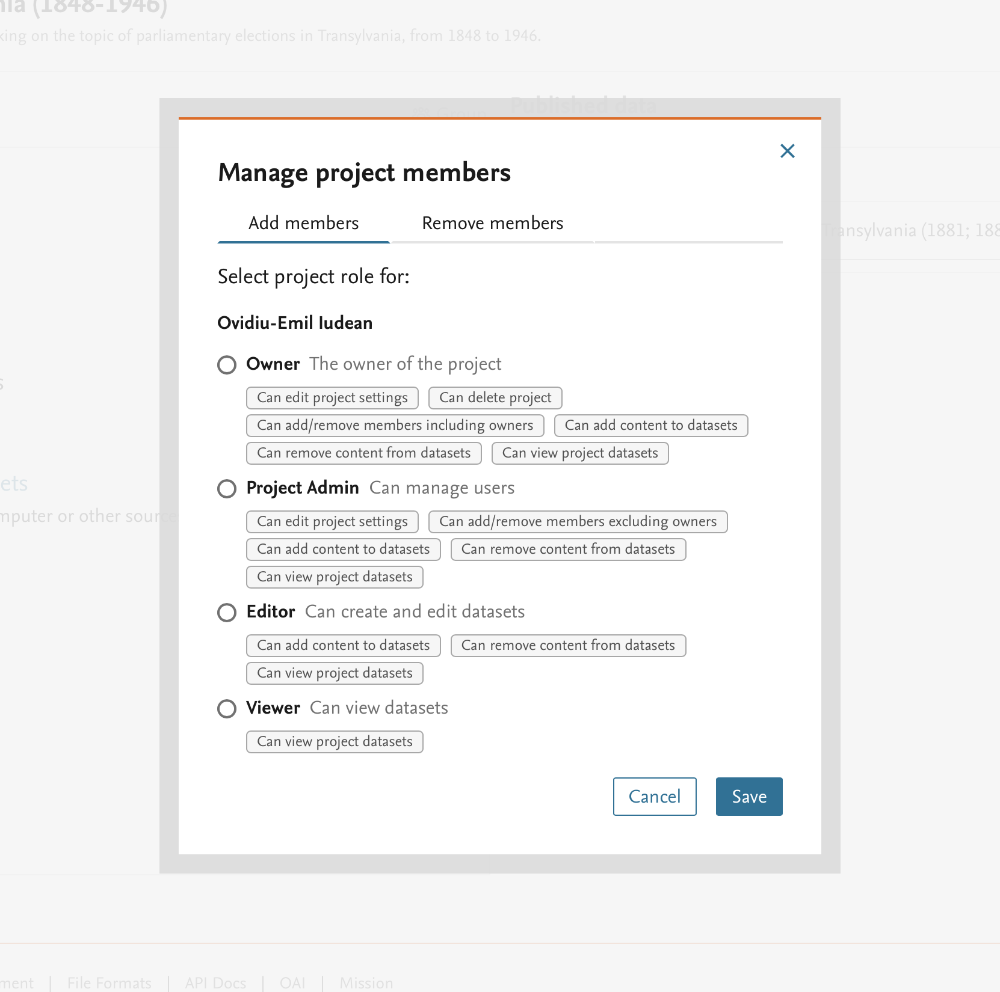 nia (1848-1946)
king on the topic of parliamentary elections in Transylvania, from 1848 to 1946.
Published data
Group
Manage project members
Add members Remove members
Transylvania (1881; 188
Select project role for:
Ovidiu-Emil Iudean
Owner The owner of the project
s
Can edit project settings Can delete project
Can add/remove members including owners Can add content to datasets
Can remove content from datasets Can view project datasets
ets
Project Admin Can manage users
mputer or other source
Can edit project settings Can add/remove members excluding owners
Can add content to datasets Can remove content from datasets
Can view project datasets
Editor Can create and edit datasets
Can add content to datasets Can remove content from datasets
Can view project datasets
Viewer Can view datasets
Can view project datasets
Cancel Save
ment | File Formats | API Docs | OAI | Mission